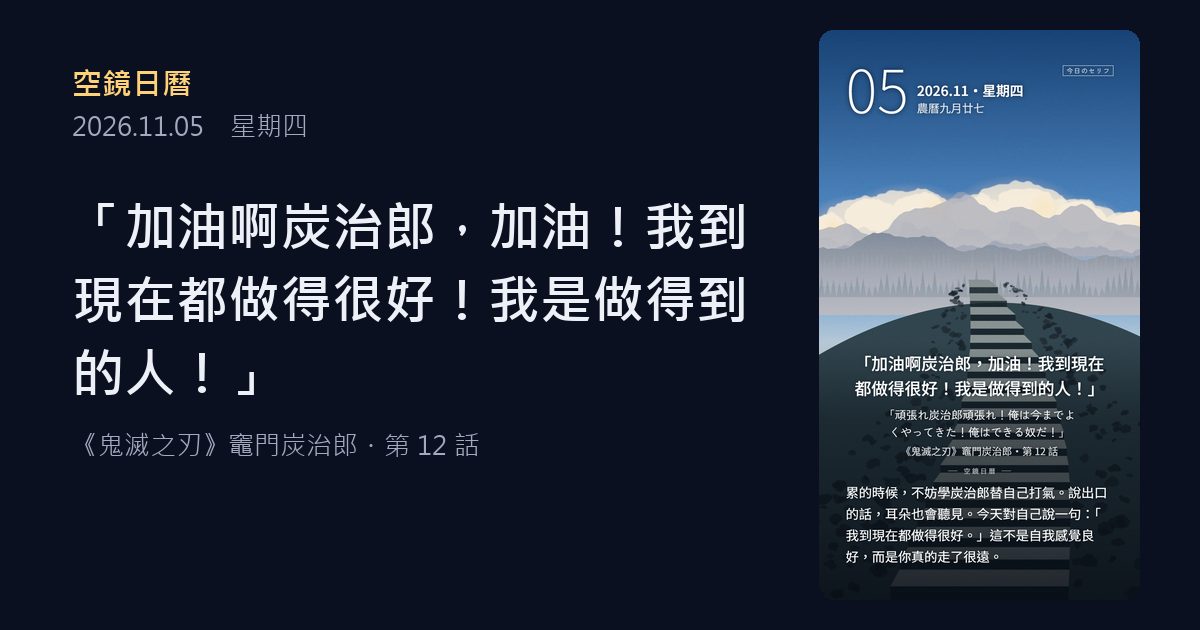 空鏡日曆
2026.11.05　星期四
「加油啊炭治郎，加油！我到
現在都做得很好！我是做得到
的人！」
《鬼滅之刃》竈門炭治郎・第 12 話
05
2026.11・星期四
農曆九月廿七
今日のセリフ
「加油啊炭治郎，加油！我到現在
都做得很好！我是做得到的人！」
「頑張れ炭治郎頑張れ！俺は今までよ
くやってきた！俺はできる奴だ！」
《鬼滅之刃》竈門炭治郎・第 12 話
空鏡日曆
累的時候，不妨學炭治郎替自己打氣。說出口
的話，耳朵也會聽見。今天對自己說一句：「
我到現在都做得很好。」這不是自我感覺良
好，而是你真的走了很遠。